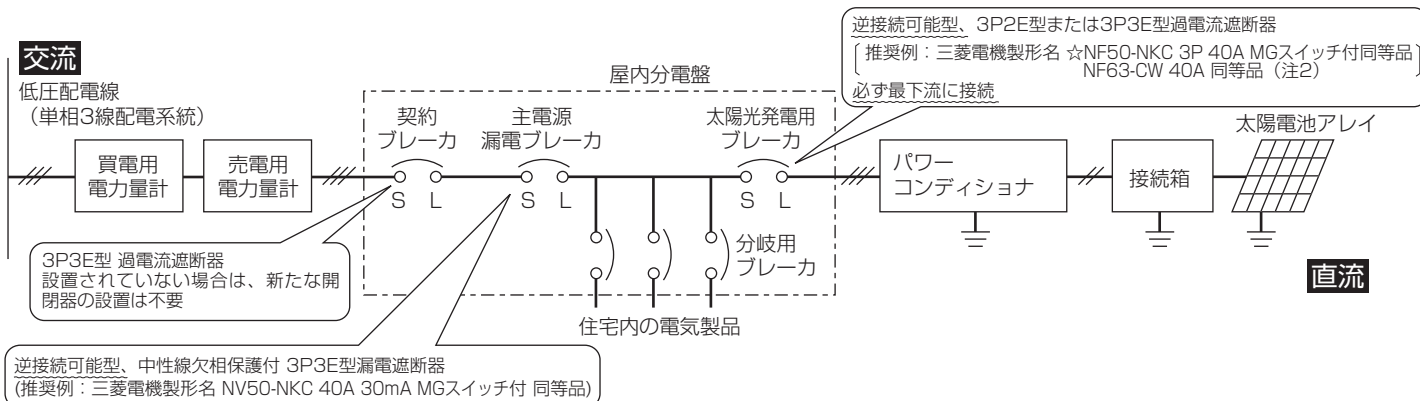 交流
低圧配電線
（単相3線配電系統）
買電用
電力量計
売電用
電力量計
屋内分電盤
契約
ブレーカ
主電源
漏電ブレーカ
太陽光発電用
ブレーカ
S L
S L
S L
分岐用
ブレーカ
住宅内の電気製品
パワー
コンディショナ
接続箱
太陽電池アレイ
直流
逆接続可能型、3P2E型または3P3E型過電流遮断器
推奨例：三菱電機製形名 ☆NF50-NKC 3P 40A MGスイッチ付同等品
NF63-CW 40A 同等品（注2）
必ず最下流に接続
3P3E型 過電流遮断器
設置されていない場合は、新たな開
閉器の設置は不要
逆接続可能型、中性線欠相保護付 3P3E型漏電遮断器
(推奨例：三菱電機製形名 NV50-NKC 40A 30mA MGスイッチ付 同等品)